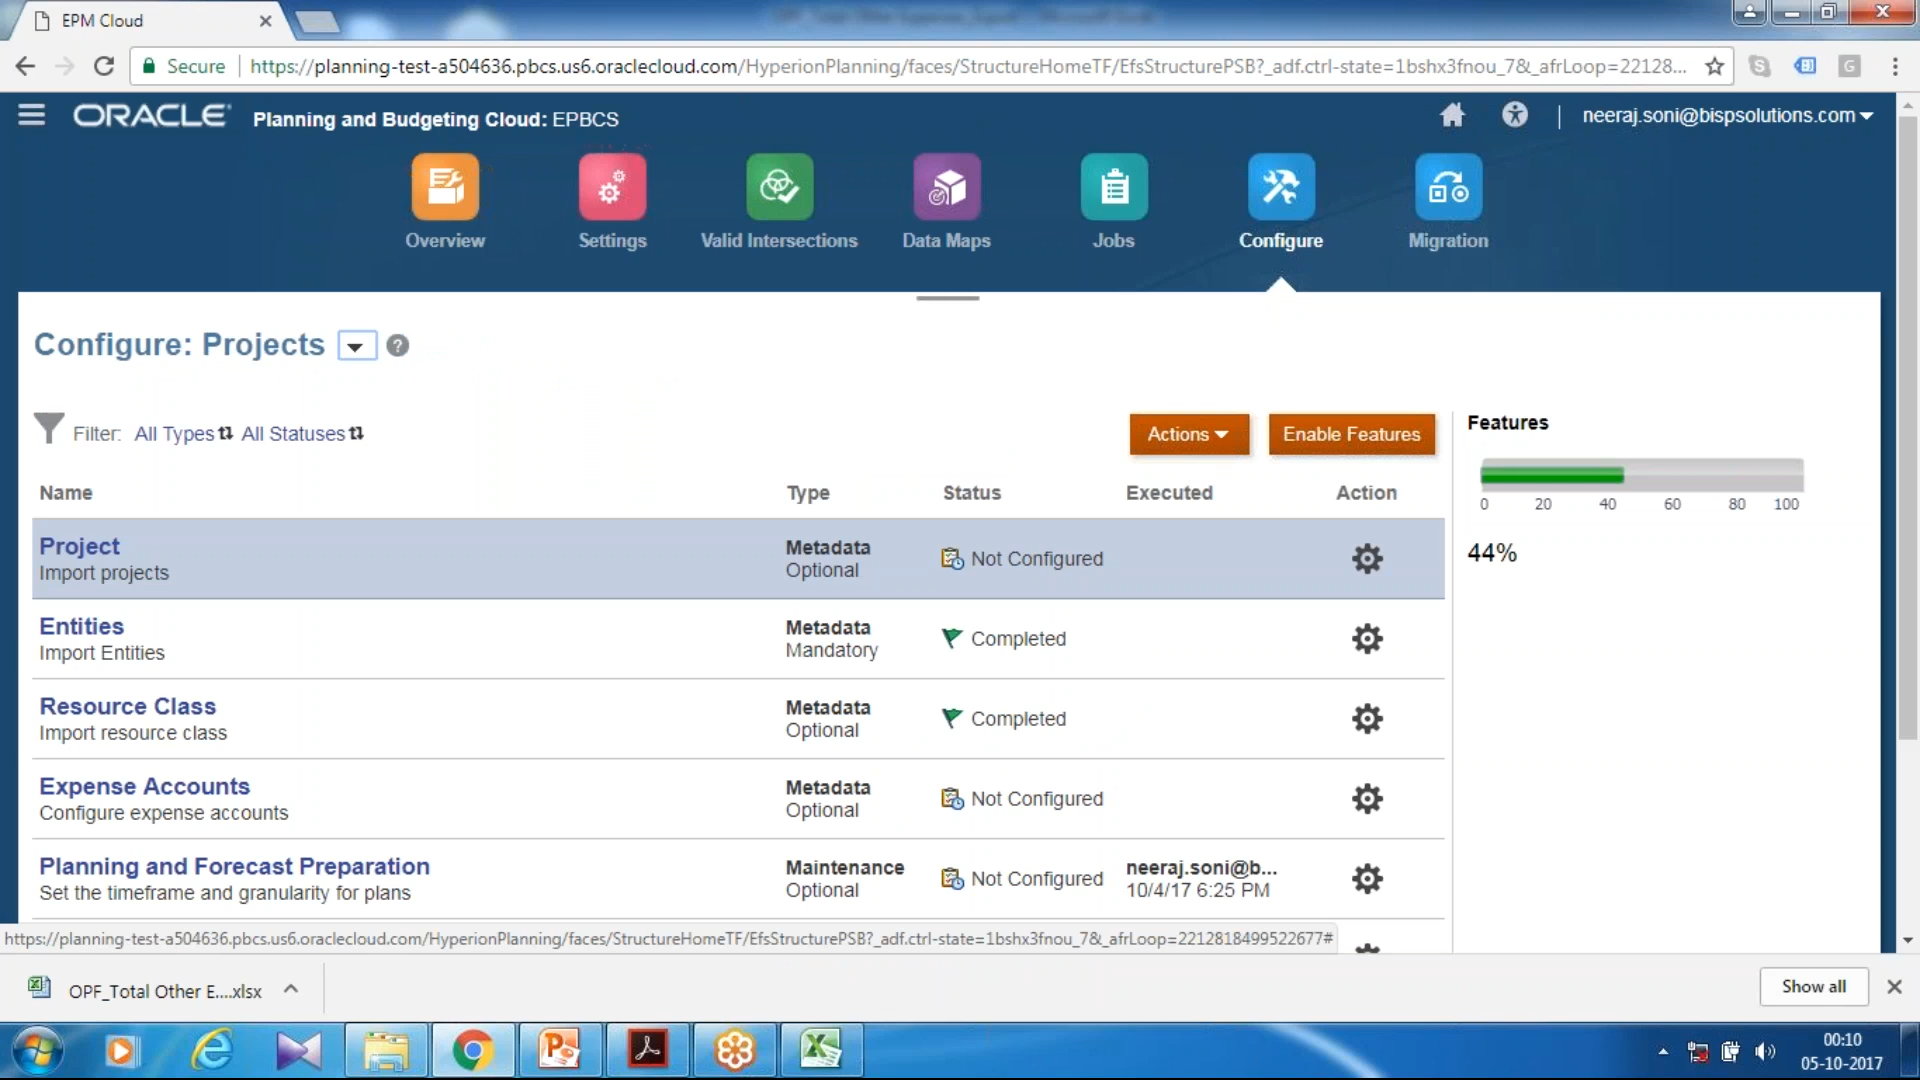 EPM Cloud
Secure
https://planning-test-a504636.pbcs.us6.oraclecloud.com/HyperionPlanning/faces/StructureHomeTF/EfsStructurePSB?_adf.ctrl-state=1bshx3fnou_7&_afrLoop=22128...
ORACLE Planning and Budgeting Cloud: EPBCS
neeraj.soni@bispsolutions.com
Overview
Settings
Valid Intersections
Data Maps
Jobs
Configure
Migration
Configure: Projects
Filter: All Types All Statuses
Actions
Enable Features
Features
0 20 40 60 80 100
44%
Name Type Status Executed Action
Project
Import projects
Metadata
Optional
Not Configured
Entities
Import Entities
Metadata
Mandatory
Completed
Resource Class
Import resource class
Metadata
Optional
Completed
Expense Accounts
Configure expense accounts
Metadata
Optional
Not Configured
Planning and Forecast Preparation
Set the timeframe and granularity for plans
Maintenance
Optional
Not Configured
neeraj.soni@b...
10/4/17 6:25 PM
https://planning-test-a504636.pbcs.us6.oraclecloud.com/HyperionPlanning/faces/StructureHomeTF/EfsStructurePSB?_adf.ctrl-state=1bshx3fnou_7&_afrLoop=2212818499522677#
OPF_Total Other E....xlsx
Show all
00:10
05-10-2017